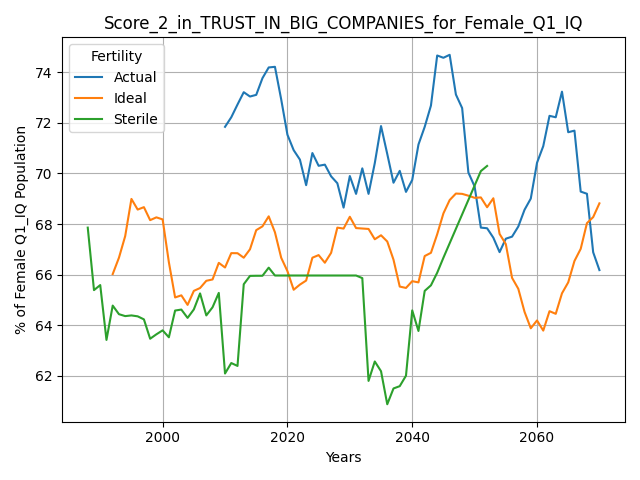 Score_2_in_TRUST_IN_BIG_COMPANIES_for_Female_Q1_IQ
Fertility
Actual
Ideal
Sterile
% of Female Q1_IQ Population
74
72
70
68
66
64
62
2000
2020
2040
2060
Years